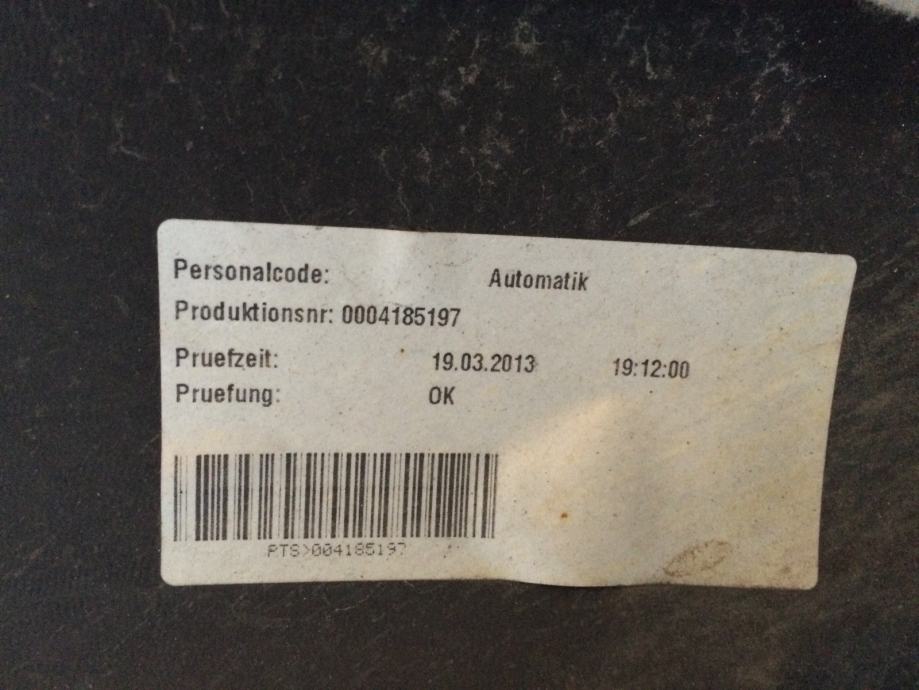 Personalcode: Automatik
Produktionsnr: 0004185197
Pruefzeit: 19.03.2013 19:12:00
Pruefung: OK
PTS>004185197